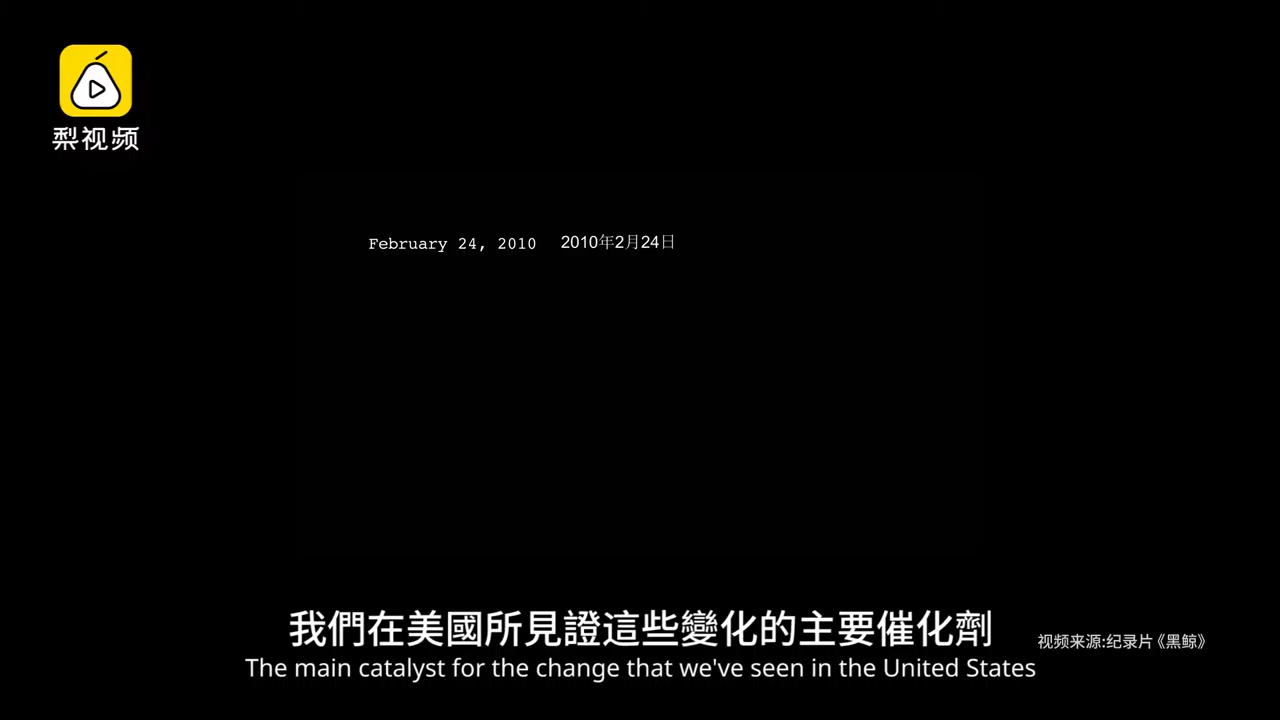 梨视频
February 24, 2010 2010年2月24日
我們在美國所見證這些變化的主要催化劑
视频来源:纪录片《黑鲸》
The main catalyst for the change that we've seen in the United States